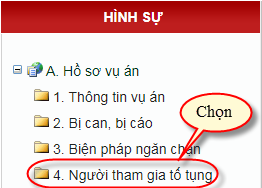 HÌNH SỰ
A. Hồ sơ vụ án
1. Thông tin vụ án
Chọn
2. Bị can, bị cáo
3. Biện pháp ngăn chặn
4. Người tham gia tố tụng